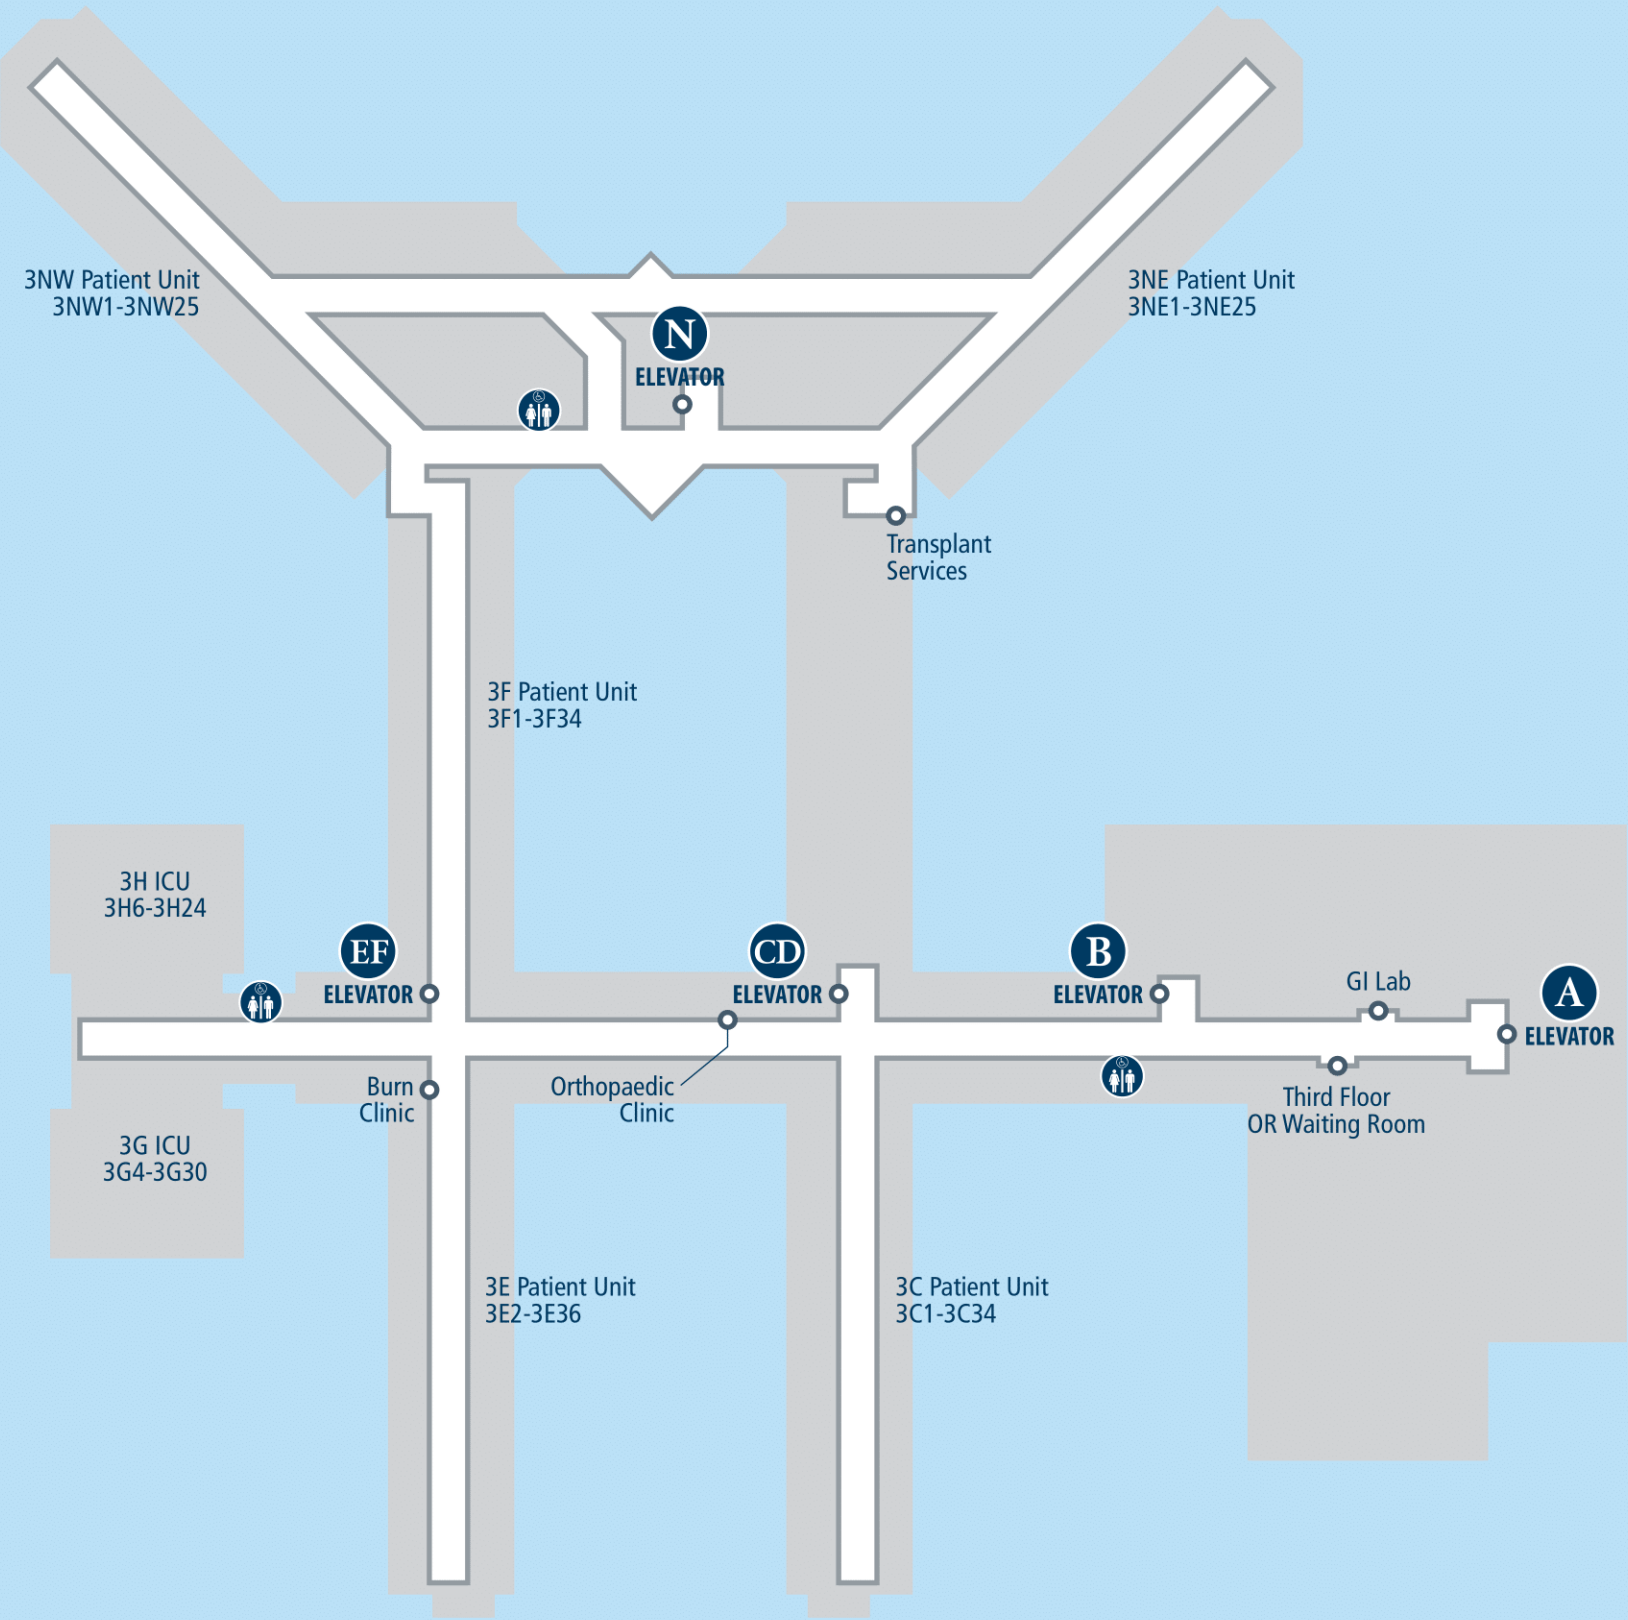 3NW Patient Unit
3NW1-3NW25
3NE Patient Unit
3NE1-3NE25
N
ELEVATOR
Transplant
Services
3F Patient Unit
3F1-3F34
3H ICU
3H6-3H24
EF
ELEVATOR
CD
ELEVATOR
B
ELEVATOR
GI Lab
A
ELEVATOR
Burn
Clinic
Orthopaedic
Clinic
Third Floor
OR Waiting Room
3G ICU
3G4-3G30
3E Patient Unit
3E2-3E36
3C Patient Unit
3C1-3C34